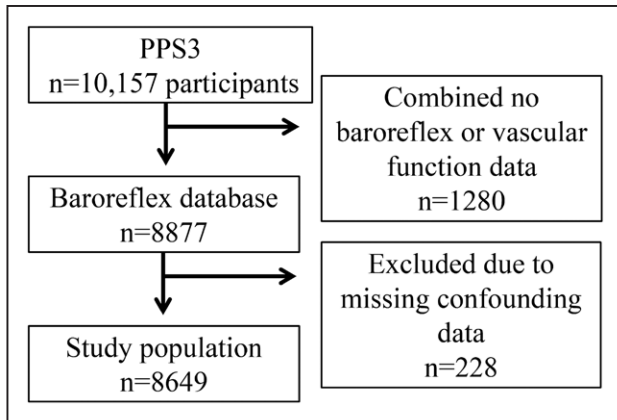 PPS3
n=10,157 participants
Combined no
baroreflex or vascular
function data
n=1280
Baroreflex database
n=8877
Excluded due to
missing confounding
data
n=228
Study population
n=8649